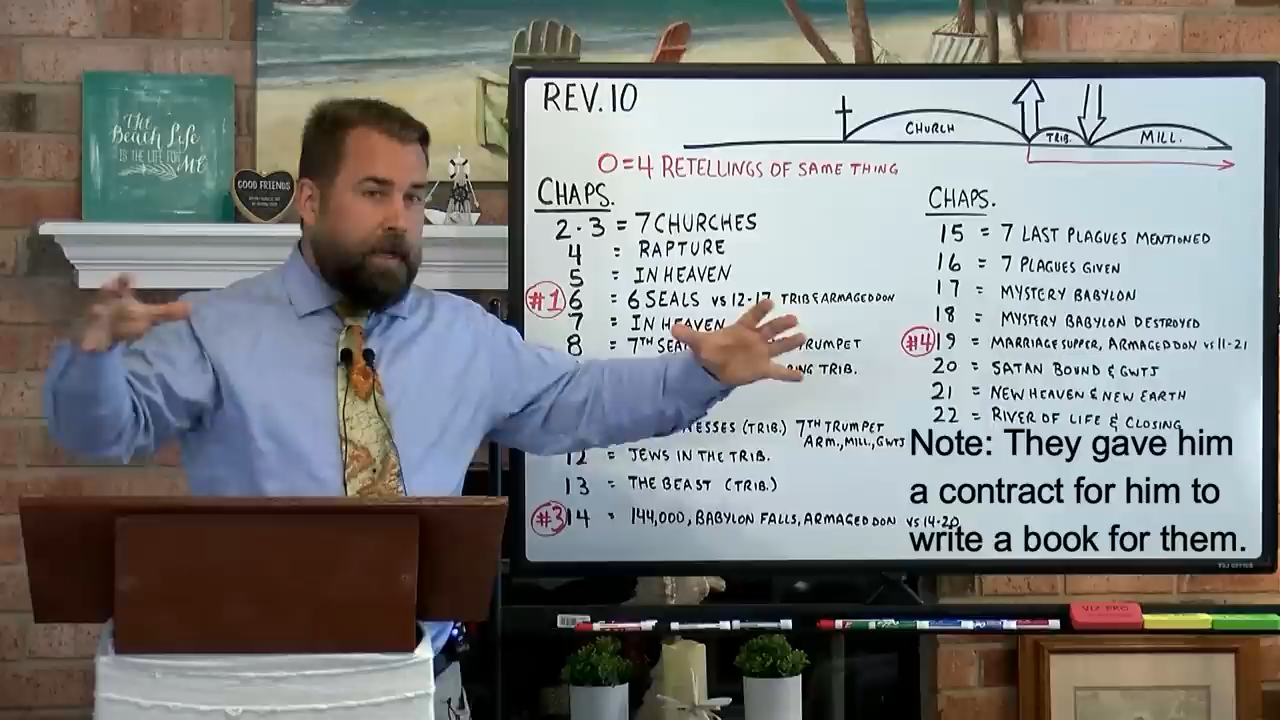 The
Beach Life
IS THE LIFE FOR
ME
GOOD FRIENDS
REV.10
CHURCH
TRIB.
MILL.
O=4 RETELLINGS OF SAME THING
CHAPS.
2·3 = 7 CHURCHES
4 = RAPTURE
5 = IN HEAVEN
#1 6 = 6 SEALS VS 12-17 TRIB & ARMAGEDDON
7 = IN HEAVEN
8 = 7TH SEA
TRUMPET
TRIB.
ESSES (TRIB.) 7TH TRUMPET
ARM, MILL, GWTJ
12 = JEWS IN THE TRIB.
13 = THE BEAST (TRIB.)
#3 14 = 144,000, BABYLON FALLS, ARMAGEDDON VS 14-20
CHAPS.
15 = 7 LAST PLAGUES MENTIONED
16 = 7 PLAGUES GIVEN
17 = MYSTERY BABYLON
18 = MYSTERY BABYLON DESTROYED
#4 19 = MARRIAGE SUPPER, ARMAGEDDON VS 11-21
20 = SATAN BOUND & GWTJ
21 = NEW HEAVEN & NEW EARTH
22 = RIVER OF LIFE & CLOSING
Note: They gave him
a contract for him to
write a book for them.
VIZ-PRO